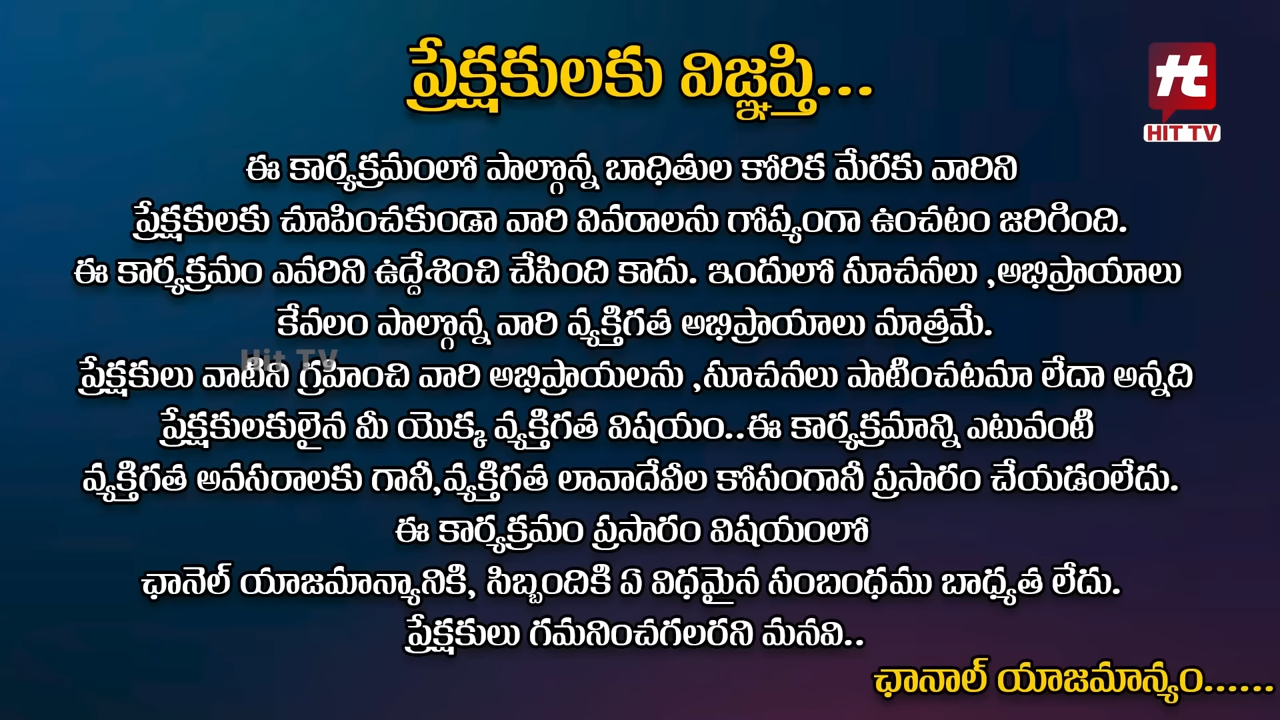 ప్రేక్షకులకు విజ్ఞప్తి...
tt
HIT TV
ఈ కార్యక్రమంలో పాల్గొన్న బాధితుల కోరిక మేరకు వారిని
ప్రేక్షకులకు చూపించకుండా వారి వివరాలను గోప్యంగా ఉంచటం జరిగింది.
ఈ కార్యక్రమం ఎవరిని ఉద్దేశించి చేసింది కాదు. ఇందులో సూచనలు ,అభిప్రాయాలు
కేవలం పాల్గొన్న వారి వ్యక్తిగత అభిప్రాయాలు మాత్రమే.
Hit TV
ప్రేక్షకులు వాటిని గ్రహించి వారి అభిప్రాయలను ,సూచనలు పాటించటమా లేదా అన్నది
ప్రేక్షకులకులైన మీ యొక్క వ్యక్తిగత విషయం..ఈ కార్యక్రమాన్ని ఎటువంటి
వ్యక్తిగత అవసరాలకు గానీ,వ్యక్తిగత లావాదేవీల కోసంగానీ ప్రసారం చేయడంలేదు.
ఈ కార్యక్రమం ప్రసారం విషయంలో
ఛానెల్ యాజమాన్యానికి, సిబ్బందికి ఏ విధమైన సంబంధము బాధ్యత లేదు.
ప్రేక్షకులు గమనించగలరని మనవి..
ఛానాల్ యాజమాన్యం......